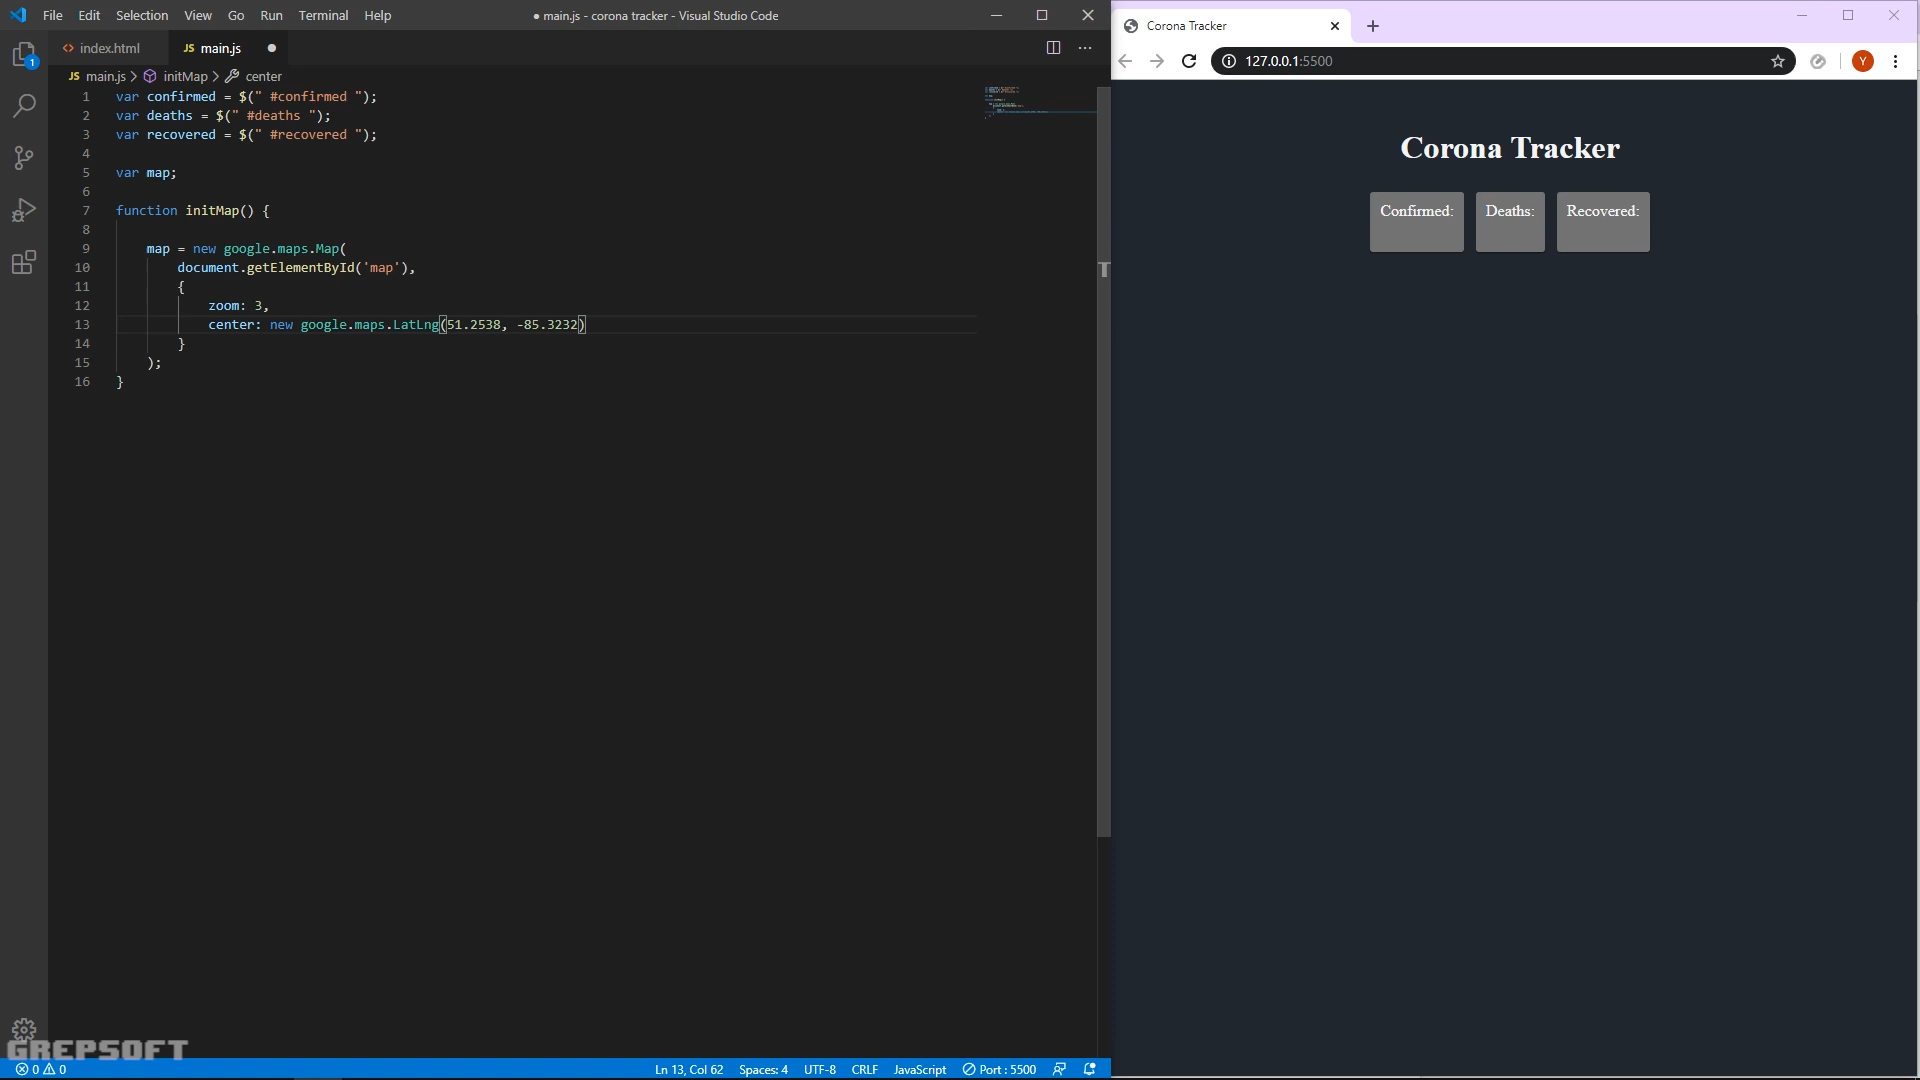 File Edit Selection View Go Run Terminal Help
● main.js - corona tracker - Visual Studio Code
index.html
JS main.js ●
JS main.js > initMap > center
1 var confirmed = $(" #confirmed ");
2 var deaths = $(" #deaths ");
3 var recovered = $(" #recovered ");
4
5 var map;
6
7 function initMap() {
8
9 map = new google.maps.Map(
10 document.getElementById('map'),
11 {
12 zoom: 3,
13 center: new google.maps.LatLng(51.2538, -85.3232)
14 }
15 );
16 }
1
GREPSOFT
0 0
Ln 13, Col 62 Spaces: 4 UTF-8 CRLF JavaScript Port : 5500
Corona Tracker
127.0.0.1:5500
Y
Corona Tracker
Confirmed: Deaths: Recovered: